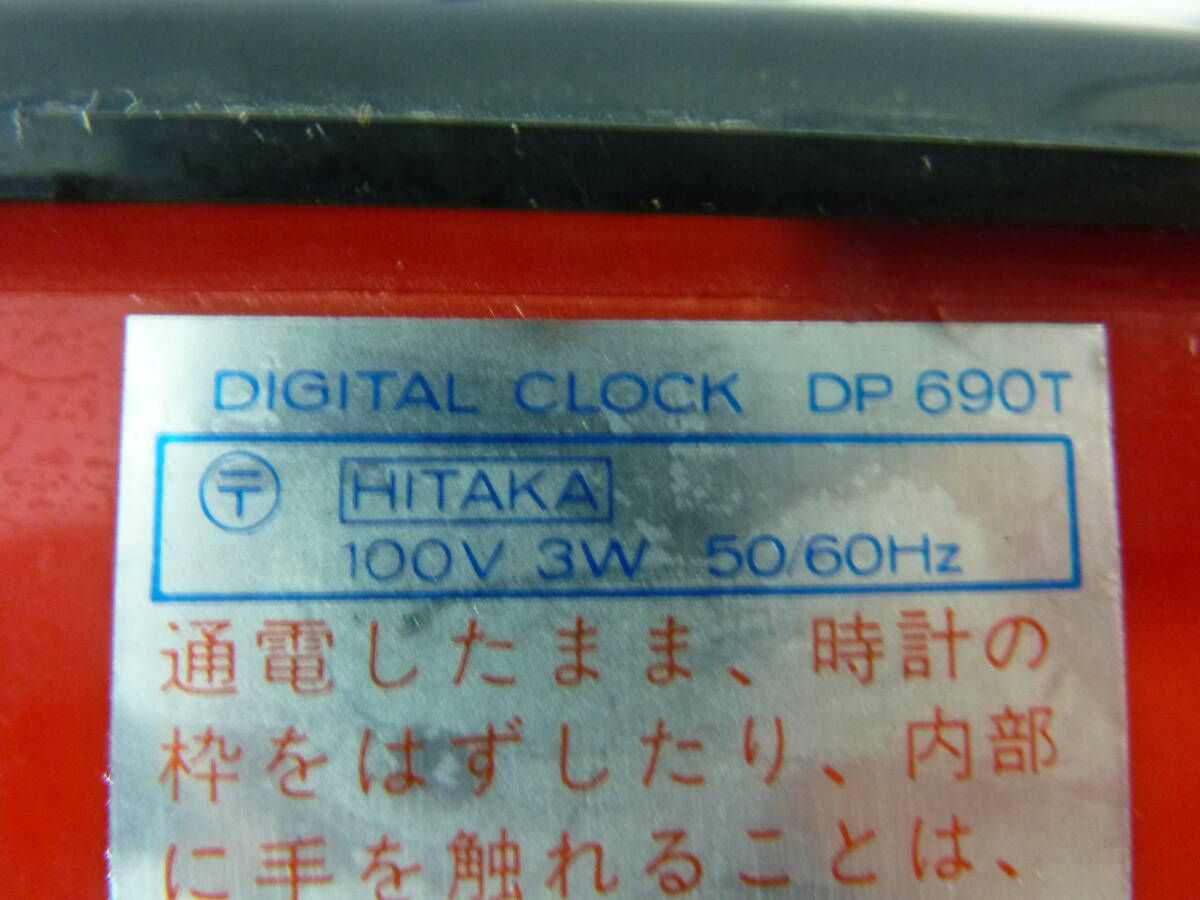 DIGITAL CLOCK DP 690T
〒 HITAKA
100V 3W 50/60Hz
通電したまま、時計の
枠をはずしたり、内部
に手を触れることは、